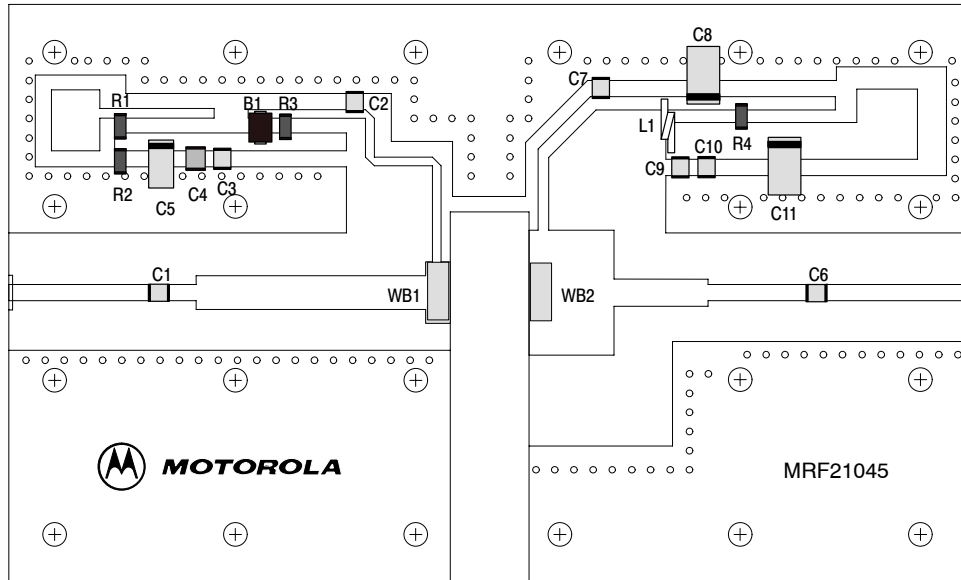 C8
C7
R1
B1
R3
C2
L1
R4
C10
C9
R2
C5
C4
C3
C11
C1
WB1
WB2
C6
MOTOROLA
MRF21045